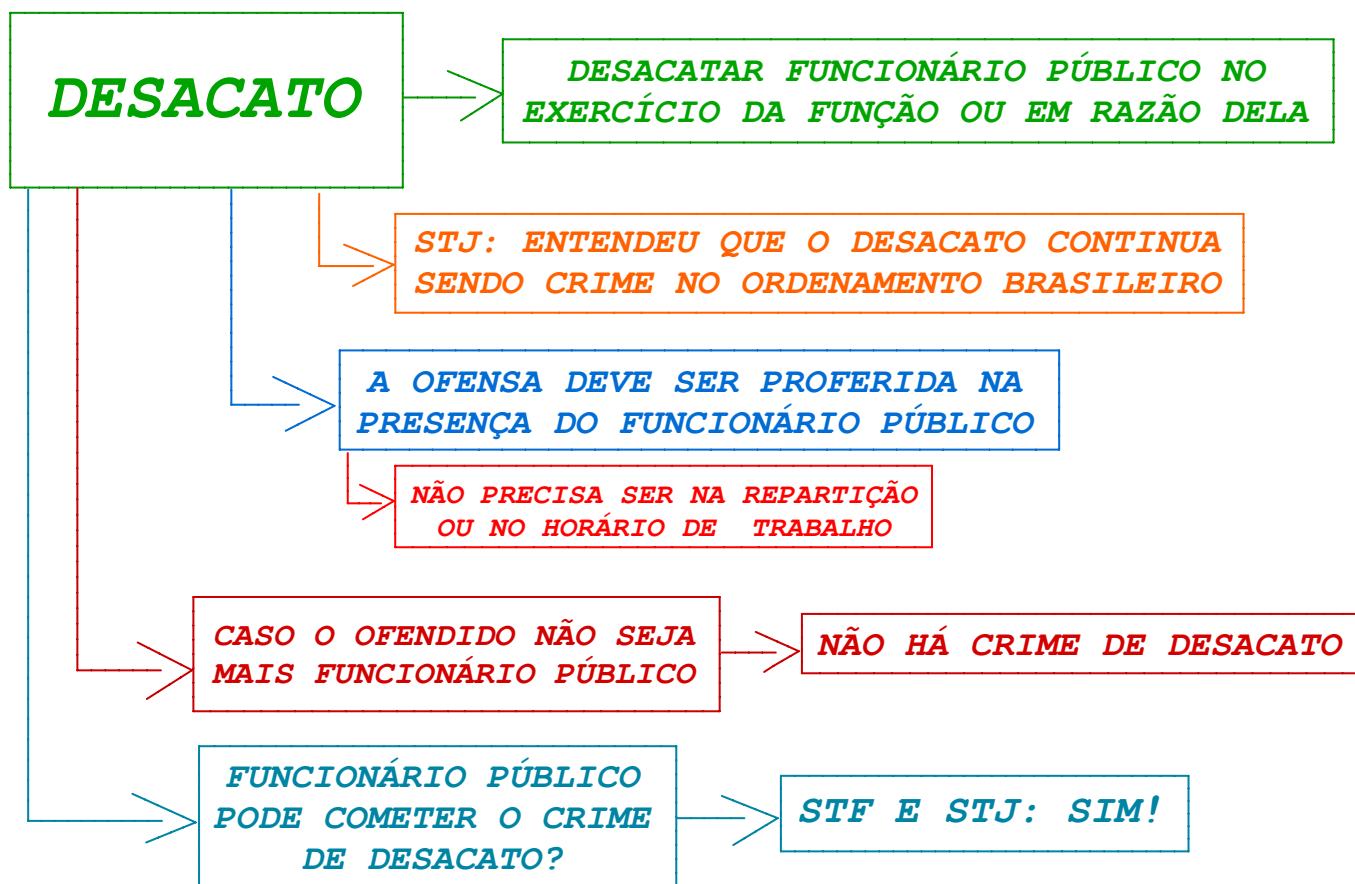 DESACATO
DESACATAR FUNCIONÁRIO PÚBLICO NO
EXERCÍCIO DA FUNÇÃO OU EM RAZÃO DELA
STJ: ENTENDEU QUE O DESACATO CONTINUA
SENDO CRIME NO ORDENAMENTO BRASILEIRO
A OFENSA DEVE SER PROFERIDA NA
PRESENÇA DO FUNCIONÁRIO PÚBLICO
NÃO PRECISA SER NA REPARTIÇÃO
OU NO HORÁRIO DE TRABALHO
CASO O OFENDIDO NÃO SEJA
MAIS FUNCIONÁRIO PÚBLICO
NÃO HÁ CRIME DE DESACATO
FUNCIONÁRIO PÚBLICO
PODE COMETER O CRIME
DE DESACATO?
STF E STJ: SIM!